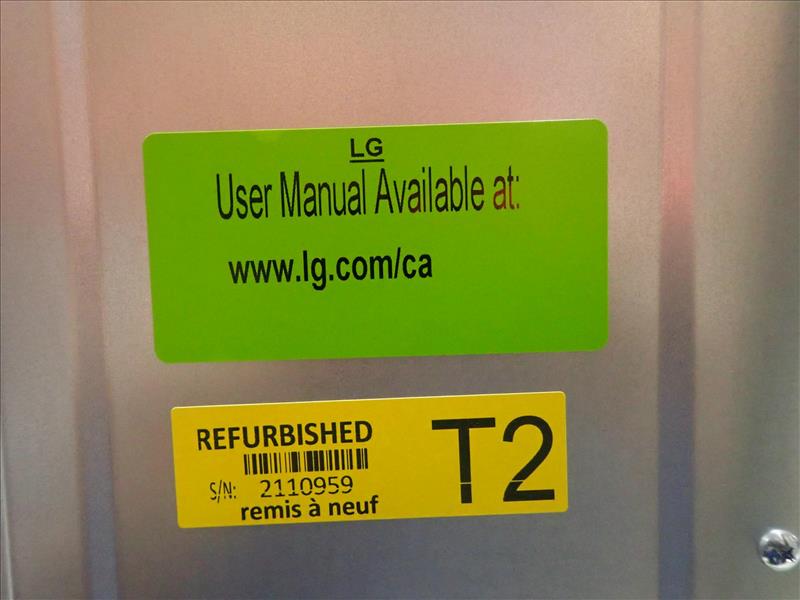 LG
User Manual Available at:
www.lg.com/ca
REFURBISHED
T2
S/N: 2110959
remis à neuf